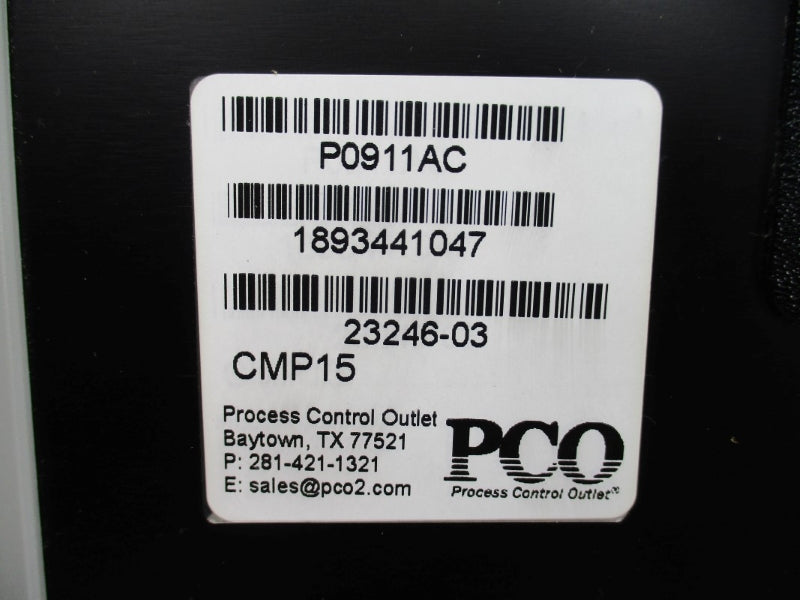 P0911AC
1893441047
23246-03
CMP15
Process Control Outlet
Baytown, TX 77521
P: 281-421-1321
E: sales@pco2.com
PCO
Process Control Outlet®